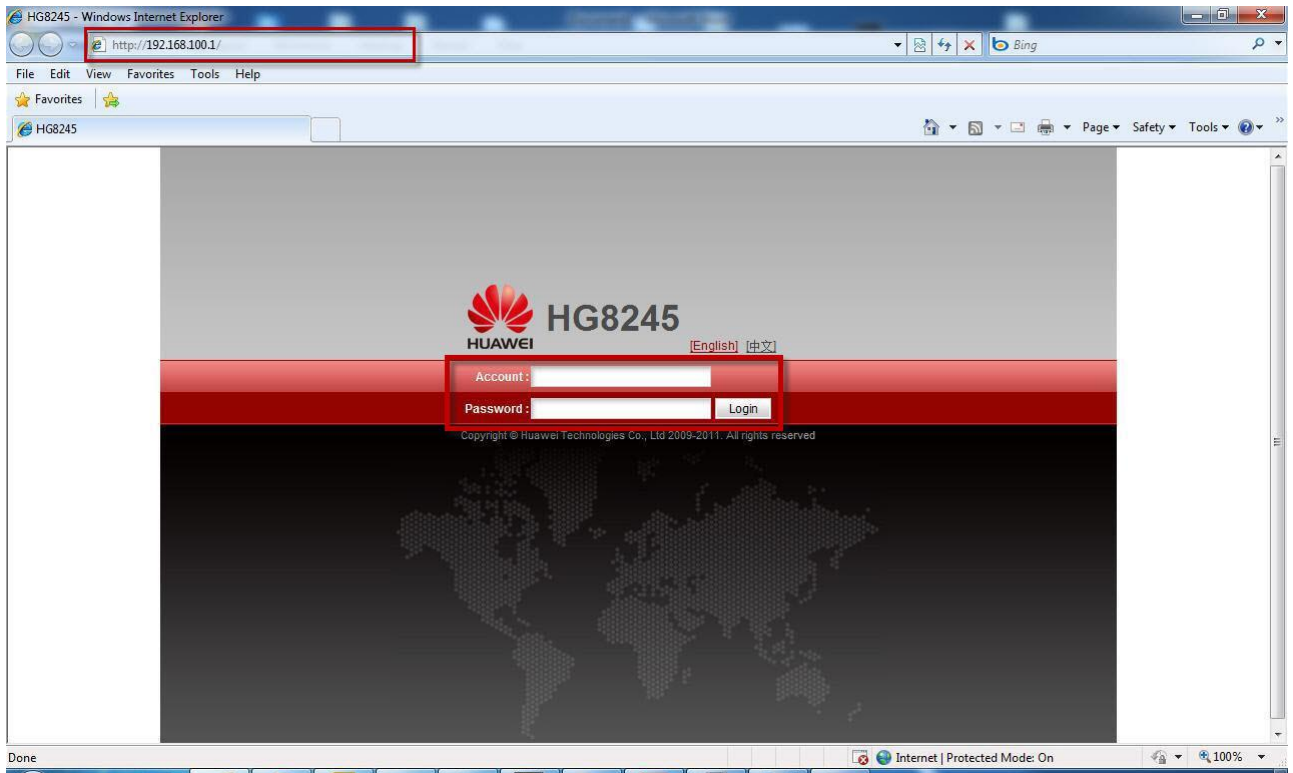 HG8245 - Windows Internet Explorer
http://192.168.100.1/
Bing
File Edit View Favorites Tools Help
Favorites
HG8245
Page Safety Tools
HUAWEI
HG8245
[English] [中文]
Account :
Password :
Login
Copyright © Huawei Technologies Co., Ltd 2009-2011. All rights reserved
Done
Internet | Protected Mode: On
100%